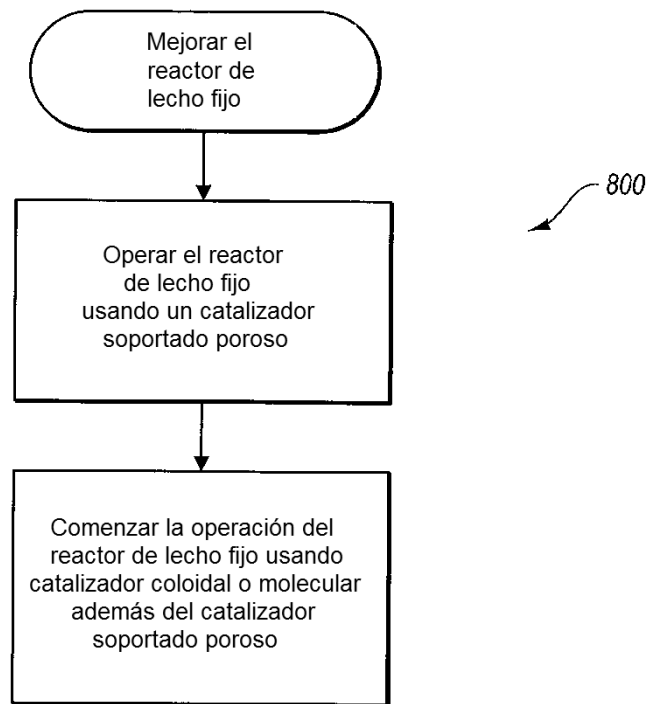 Mejorar el
reactor de
lecho fijo
800
Operar el reactor
de lecho fijo
usando un catalizador
soportado poroso
Comenzar la operación del
reactor de lecho fijo usando
catalizador coloidal o molecular
además del catalizador
soportado poroso